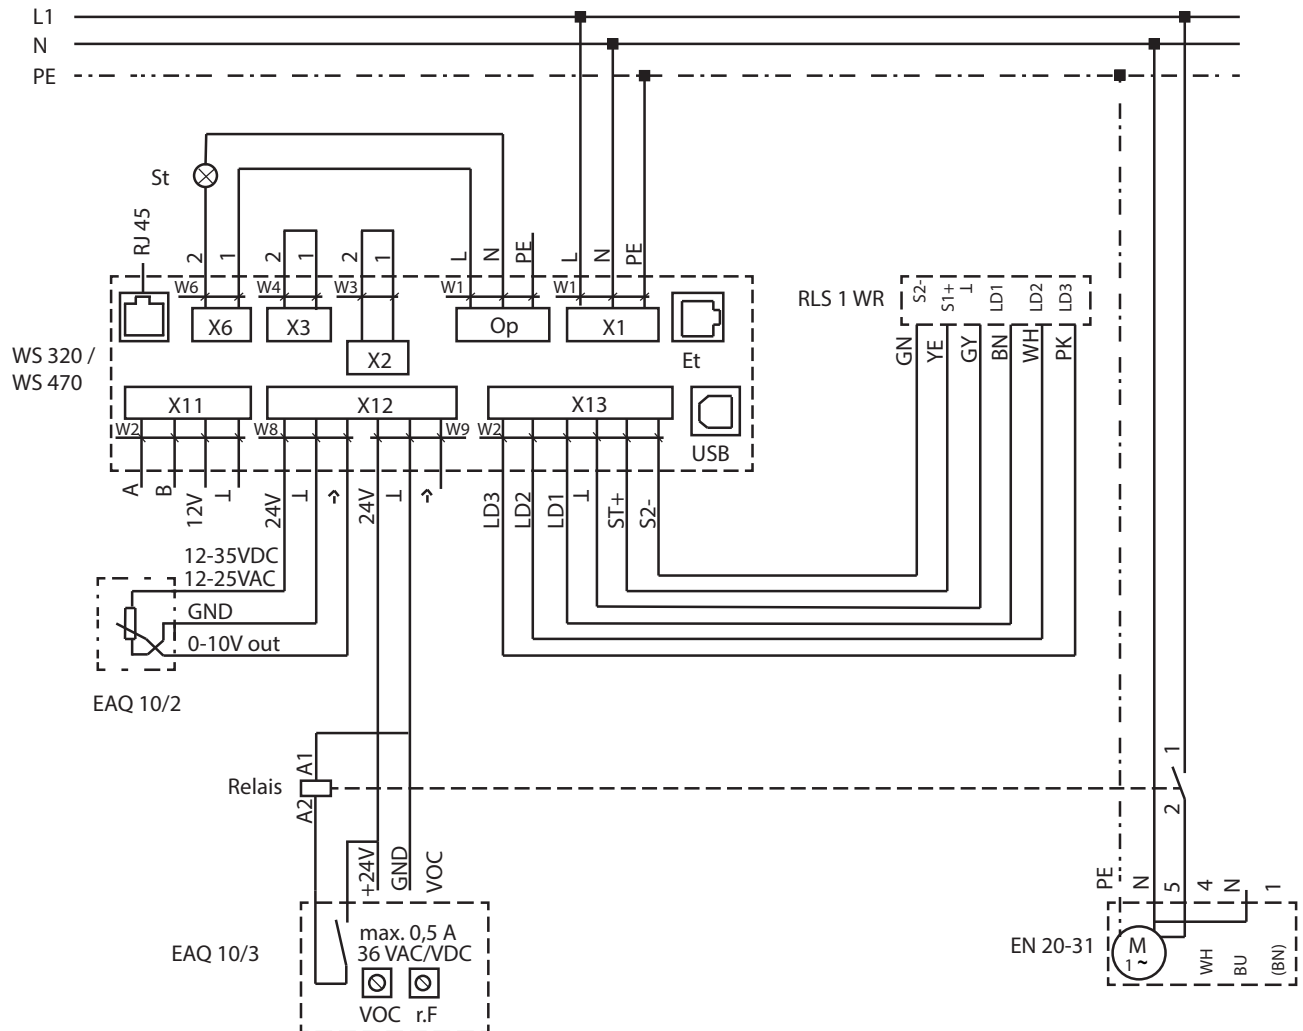 L1
N
PE
St
RJ 45
2 1 2 1 2 1 L N PE L N PE
W6 W4 W3 W1 W1
X6 X3 X2 Op X1
Et
WS 320 /
WS 470
X11 X12 X13
W2 W8 W9 W2
USB
A B 12V ⊥ 24V ⊥ 24V ⊥ LD3 LD2 LD1 ⊥ ST+ S2-
RLS 1 WR
S2- S1+ ⊥ LD1 LD2 LD3
GN YE GY BN WH PK
12-35VDC
12-25VAC
GND
0-10V out
EAQ 10/2
Relais
A1
A2
1
2
+24V GND VOC
EAQ 10/3
max. 0,5 A
36 VAC/VDC
VOC r.F
PE N 5 4 N 1
EN 20-31
M
1 ~
WH BU (BN)